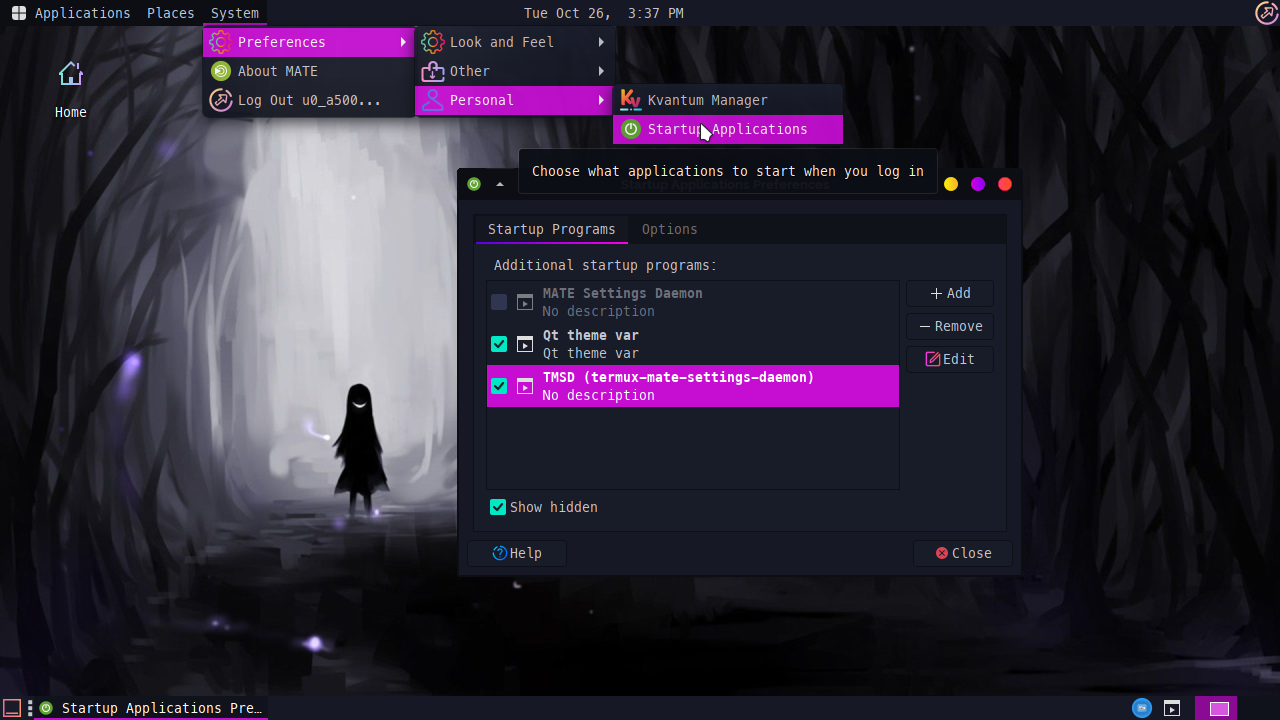 Applications Places System Tue Oct 26, 3:37 PM
Preferences
About MATE
Log Out u0_a500...
Look and Feel
Other
Personal
Kvantum Manager
Startup Applications
Home
Choose what applications to start when you log in
Startup Applications Preferences
Startup Programs Options
Additional startup programs:
MATE Settings Daemon
No description
Qt theme var
Qt theme var
TMSD (termux-mate-settings-daemon)
No description
Add
Remove
Edit
Show hidden
Help Close
Startup Applications Pre...